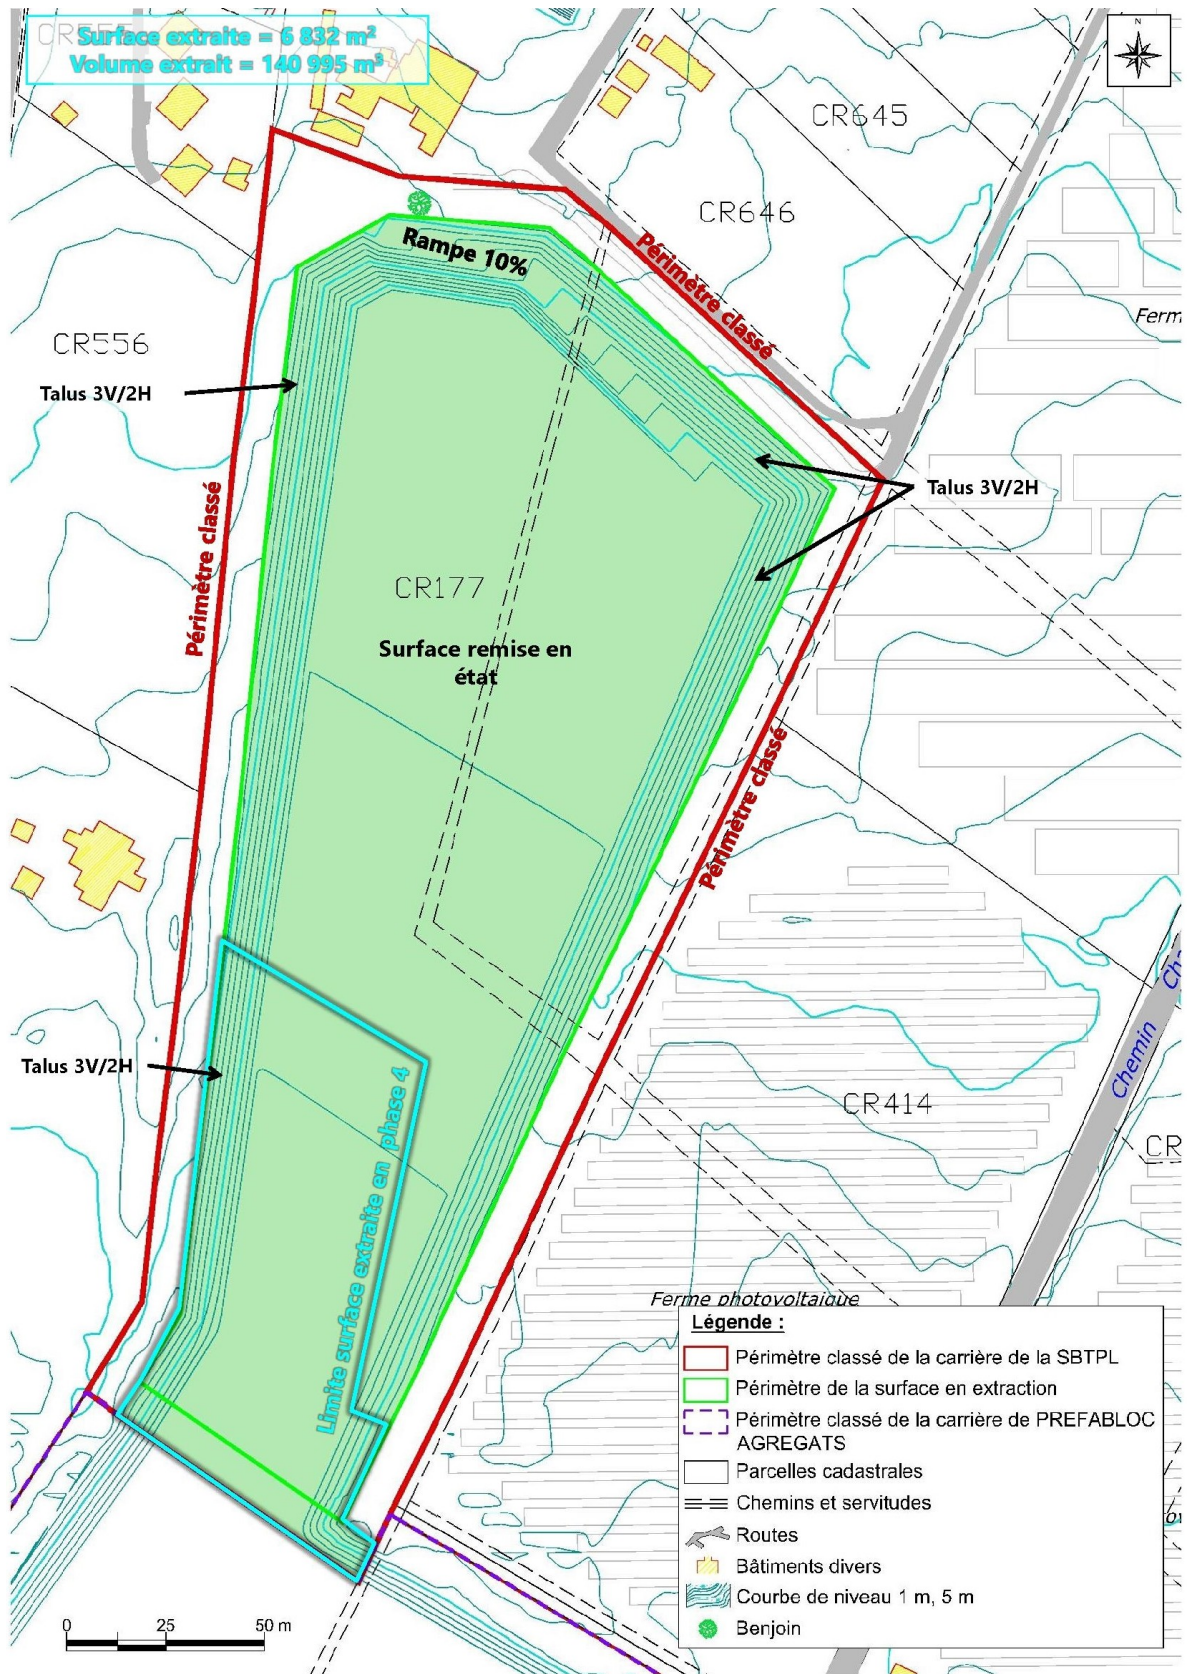 Surface extraite = 6 832 m²
Volume extrait = 140 995 m³
N
CR645
CR646
Rampe 10%
Périmètre classé
CR556
Talus 3V/2H
Talus 3V/2H
Périmètre classé
CR177
Surface remise en
état
Périmètre classé
Talus 3V/2H
Limite surface extraite en phase 4
Chemin
CR414
CR
Ferme photovoltaique
Légende :
Périmètre classé de la carrière de la SBTPL
Périmètre de la surface en extraction
Périmètre classé de la carrière de PREFABLOC
AGREGATS
Parcelles cadastrales
Chemins et servitudes
Routes
Bâtiments divers
Courbe de niveau 1 m, 5 m
Benjoin
0 25 50 m